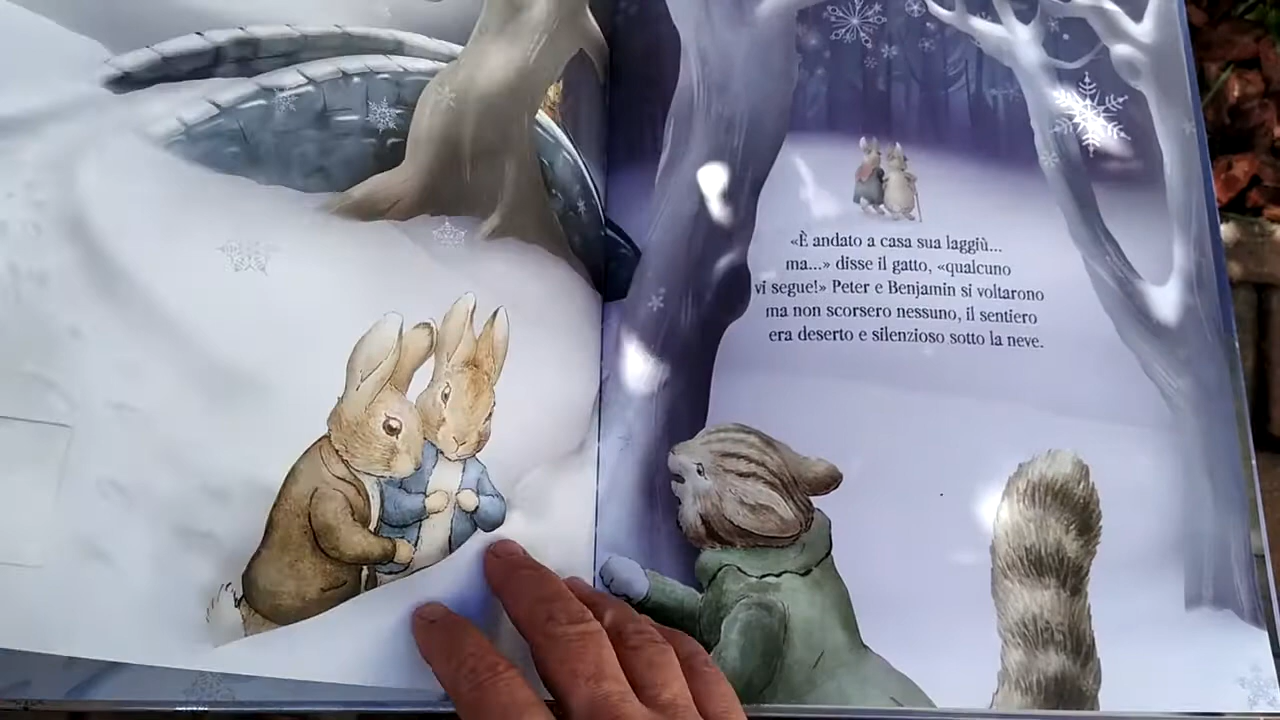 «È andato a casa sua laggiù...
ma...» disse il gatto, «qualcuno
vi segue!» Peter e Benjamin si voltarono
ma non scorsero nessuno, il sentiero
era deserto e silenzioso sotto la neve.